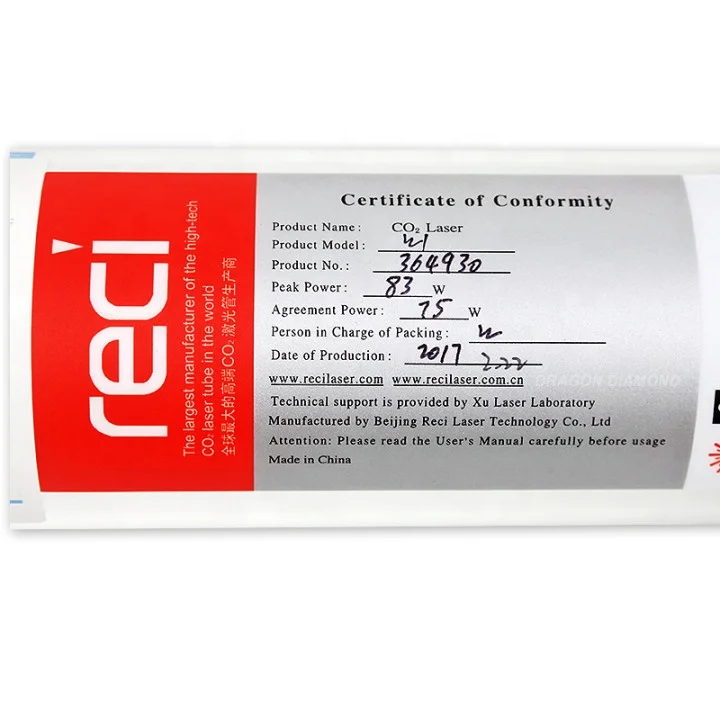 reci
The largest manufacturer of the high-tech
CO₂ laser tube in the world
全球最大的高端CO₂激光管生产商
Certificate of Conformity
Product Name: CO₂ Laser
Product Model: W1
Product No.: 364930
Peak Power: 83 W
Agreement Power: 75 W
Person in Charge of Packing:
Date of Production: 2017 2.22
www.recilaser.com www.recilaser.com.cn
DRAGON DIAMOND
Technical support is provided by Xu Laser Laboratory
Manufactured by Beijing Reci Laser Technology Co., Ltd
Attention: Please read the User's Manual carefully before usage
Made in China